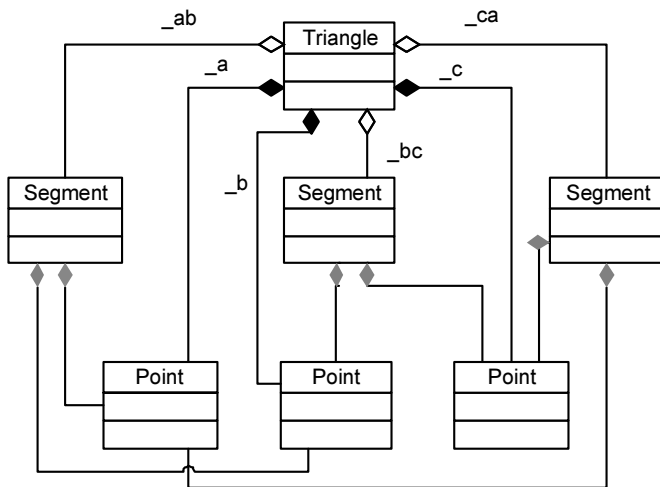 _ab
Triangle
_ca
_a
_c
_b
_bc
Segment
Segment
Segment
Point
Point
Point